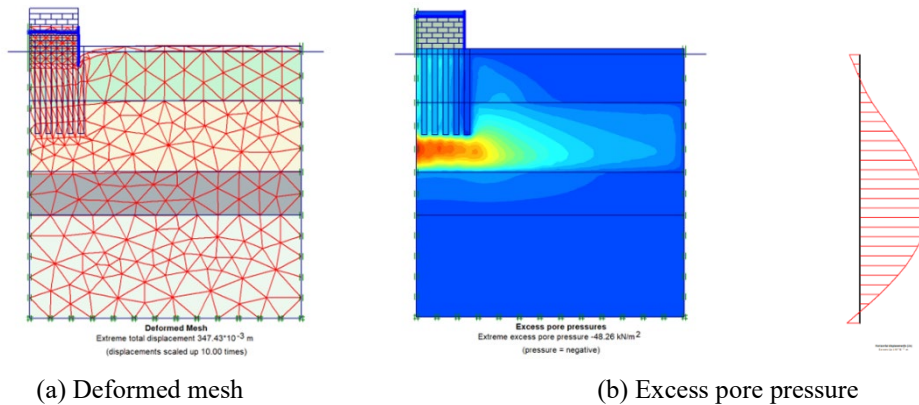 Deformed Mesh
Extreme total displacement 347.43*10⁻³ m
(displacements scaled up 10.00 times)
Excess pore pressures
Extreme excess pore pressure -48.26 kN/m²
(pressure = negative)
(a) Deformed mesh
(b) Excess pore pressure